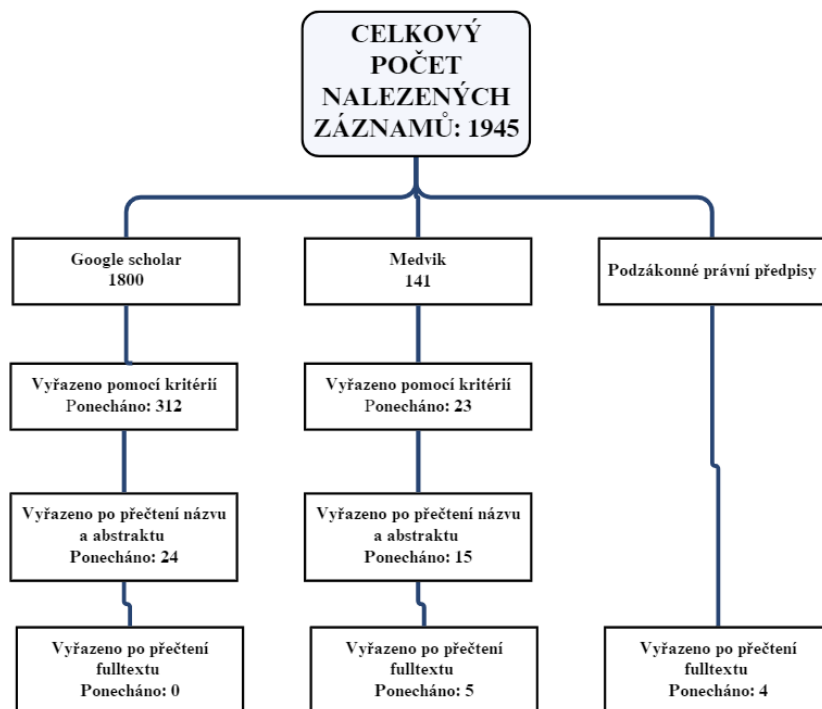 CELKOVÝ
POČET
NALEZENÝCH
ZÁZNAMŮ: 1945
Google scholar
1800
Medvik
141
Podzákonné právní předpisy
Vyřazeno pomocí kritérií
Ponecháno: 312
Vyřazeno pomocí kritérií
Ponecháno: 23
Vyřazeno po přečtení názvu
a abstraktu
Ponecháno: 24
Vyřazeno po přečtení názvu
a abstraktu
Ponecháno: 15
Vyřazeno po přečtení
fulltextu
Ponecháno: 0
Vyřazeno po přečtení
fulltextu
Ponecháno: 5
Vyřazeno po přečtení
fulltextu
Ponecháno: 4